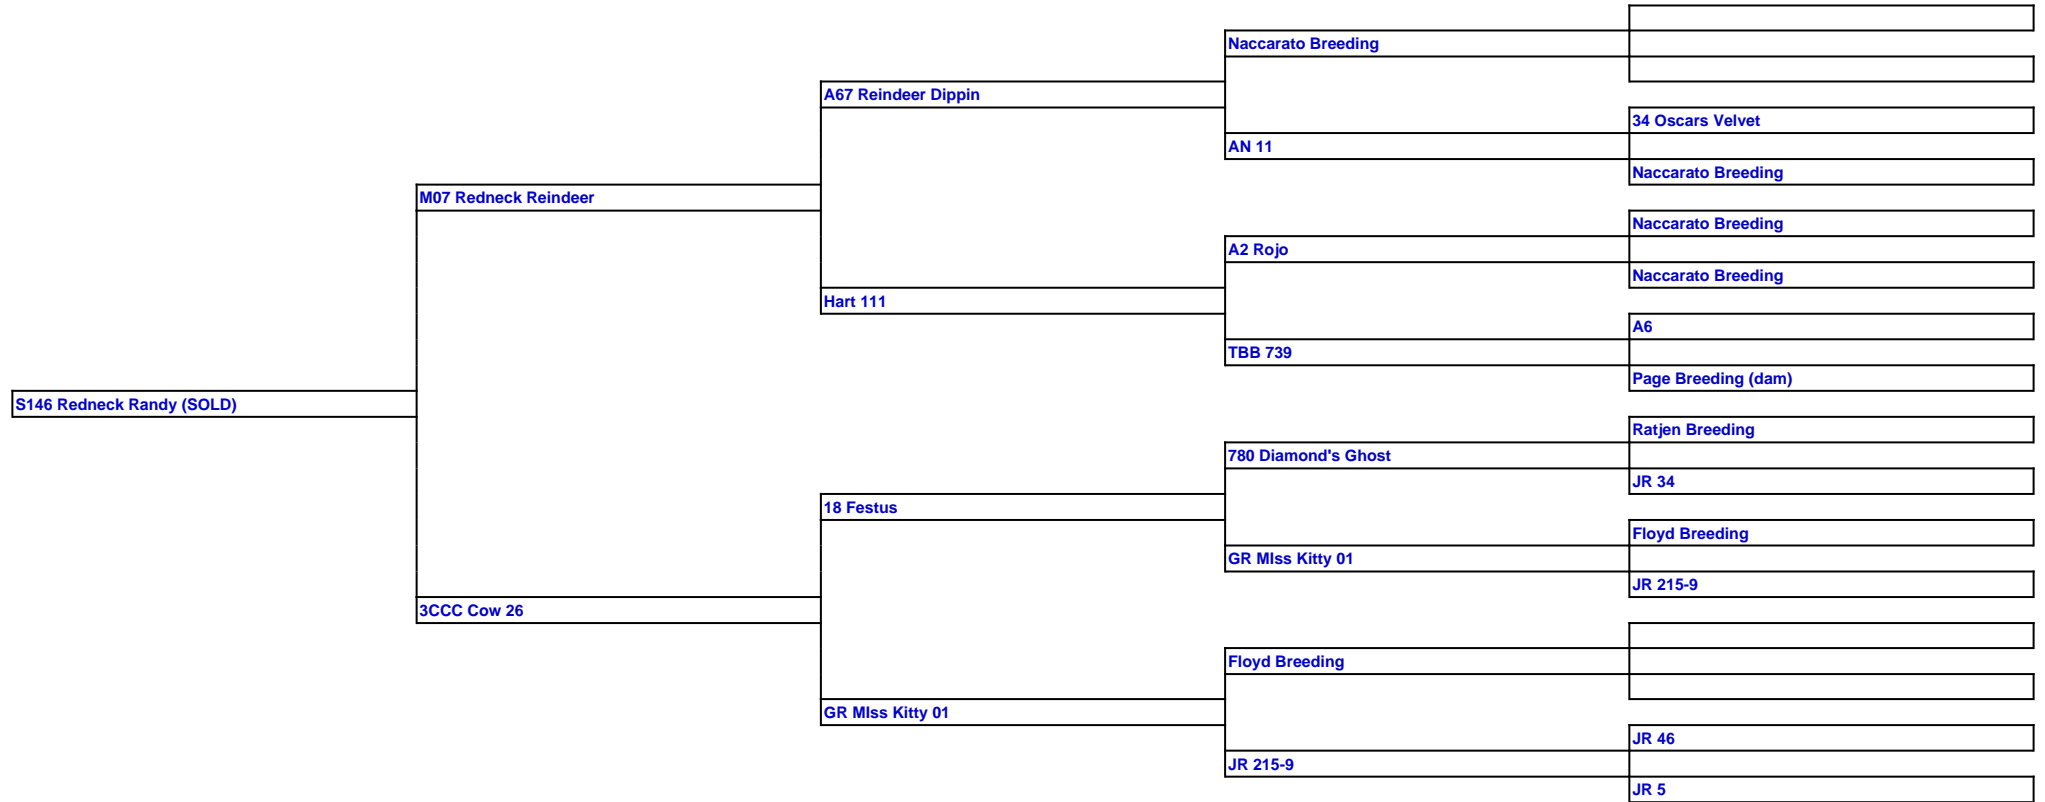 Naccarato Breeding
A67 Reindeer Dippin
34 Oscars Velvet
AN 11
Naccarato Breeding
M07 Redneck Reindeer
Naccarato Breeding
A2 Rojo
Naccarato Breeding
Hart 111
A6
TBB 739
Page Breeding (dam)
S146 Redneck Randy (SOLD)
Ratjen Breeding
780 Diamond's Ghost
JR 34
18 Festus
Floyd Breeding
GR MIss Kitty 01
JR 215-9
3CCC Cow 26
Floyd Breeding
GR MIss Kitty 01
JR 46
JR 215-9
JR 5